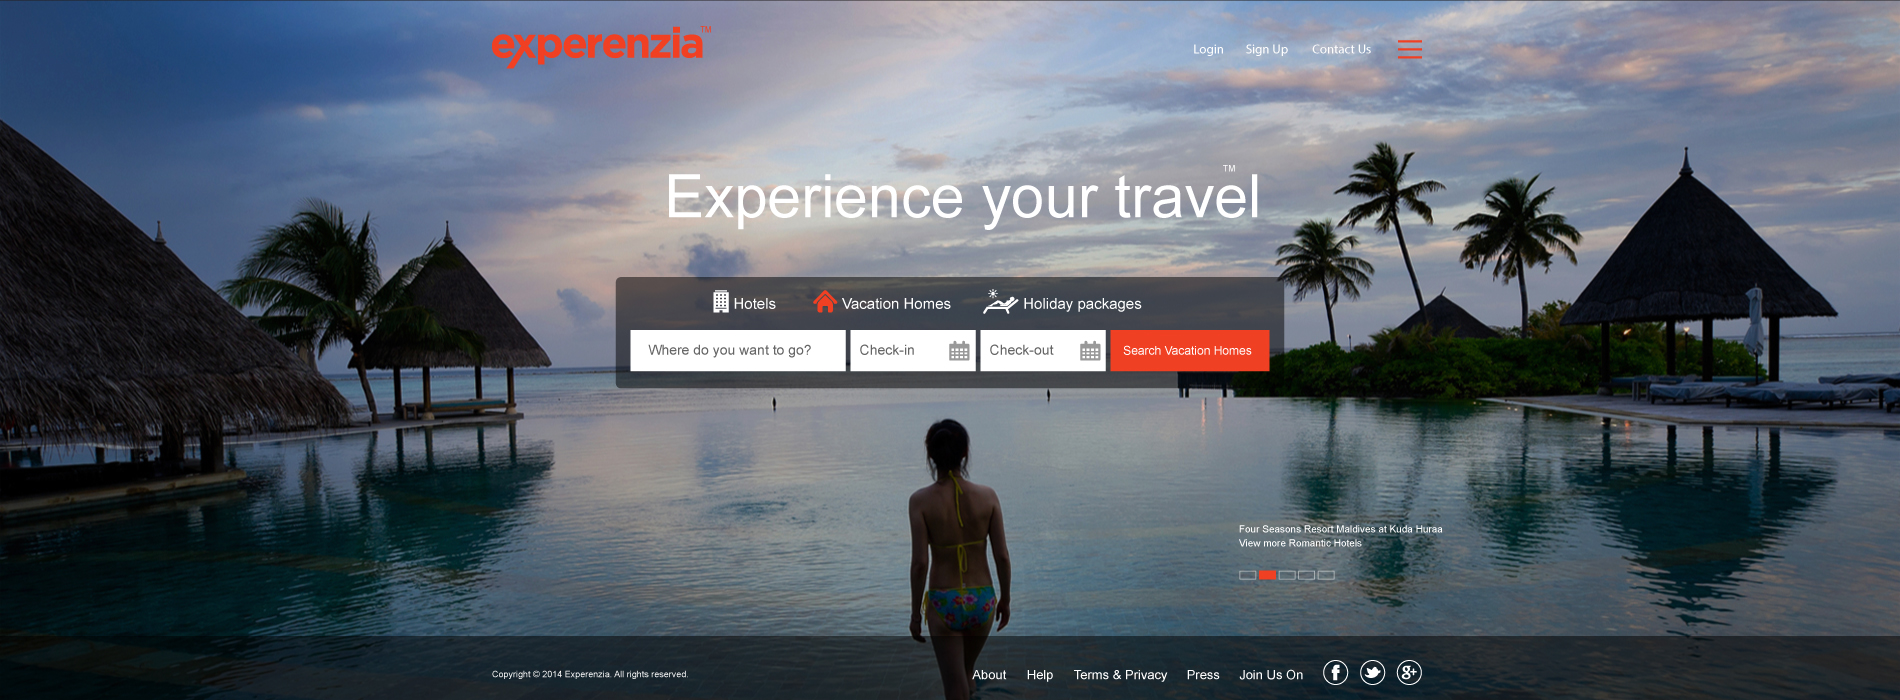 experenzia™
Login Sign Up Contact Us
Experience your travel™
Hotels Vacation Homes Holiday packages
Where do you want to go? Check-in Check-out Search Vacation Homes
Four Seasons Resort Maldives at Kuda Huraa
View more Romantic Hotels
Copyright © 2014 Experenzia. All rights reserved. About Help Terms & Privacy Press Join Us On f g+